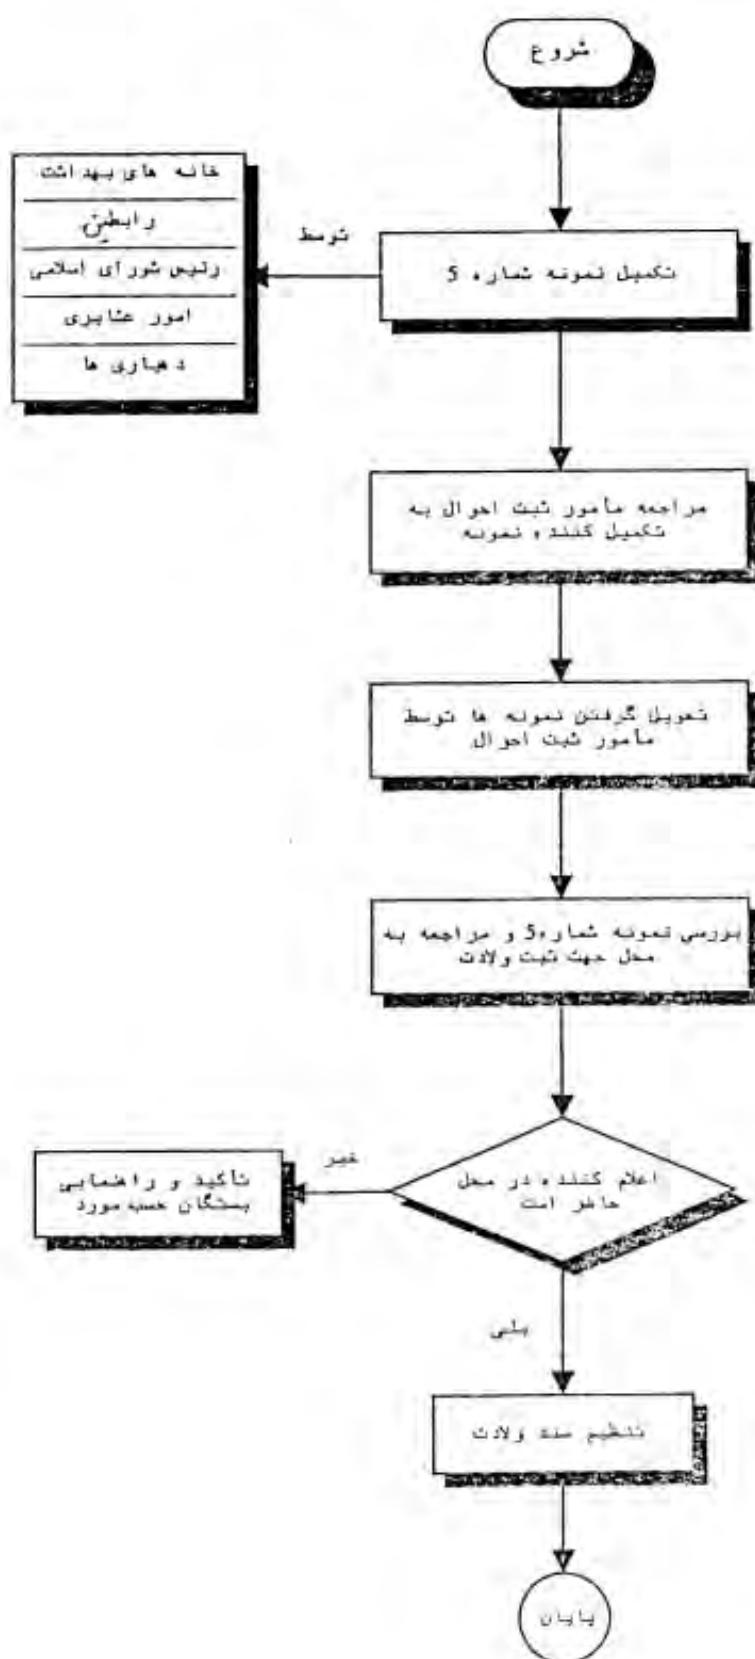 شروع
تکمیل نمونه شماره 5
توسط
خانه های بهداشت
رابطین
رئیس شورای اسلامی
امور عشایری
دهیاری ها
مراجعه مأمور ثبت احوال به
تکمیل کننده نمونه
تحویل گرفتن نمونه ها توسط
مأمور ثبت احوال
بررسی نمونه شماره 5 و مراجعه به
محل جهت ثبت ولادت
اعلام کننده در محل
حاضر است
خیر
تأکید و راهنمایی
بستگان حسب مورد
بلی
تنظیم سند ولادت
پایان